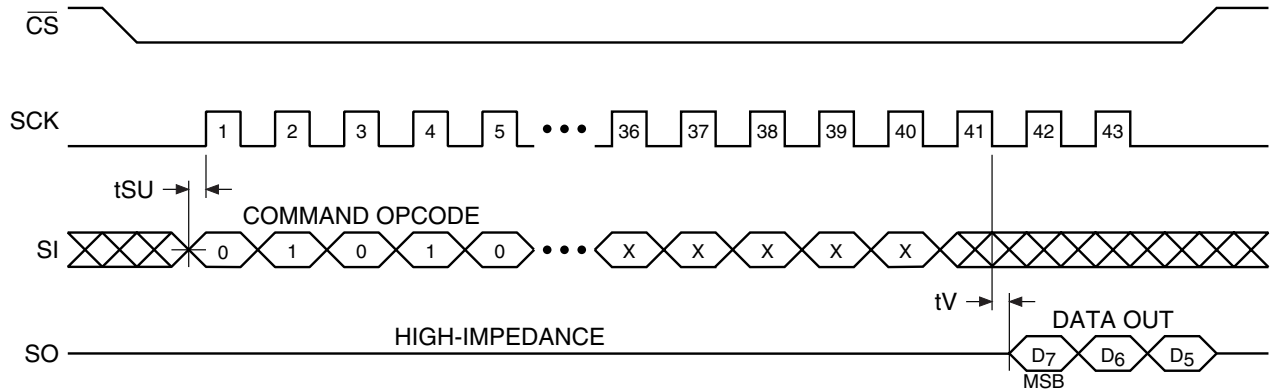 CS
SCK 1 2 3 4 5 ••• 36 37 38 39 40 41 42 43
tSU
COMMAND OPCODE
SI 0 1 0 1 0 ••• X X X X X
tV
HIGH-IMPEDANCE DATA OUT
SO D7 D6 D5
MSB